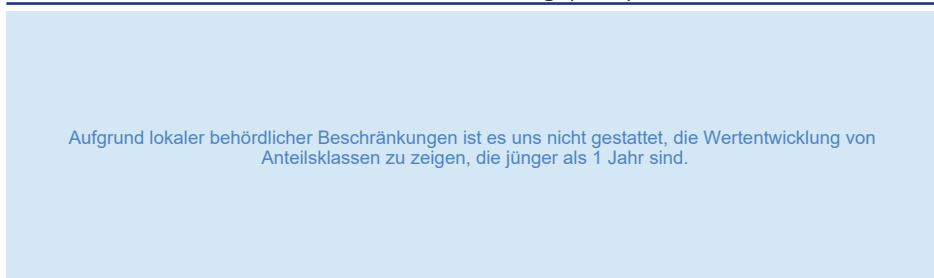 Aufgrund lokaler behördlicher Beschränkungen ist es uns nicht gestattet, die Wertentwicklung von
Anteilsklassen zu zeigen, die jünger als 1 Jahr sind.